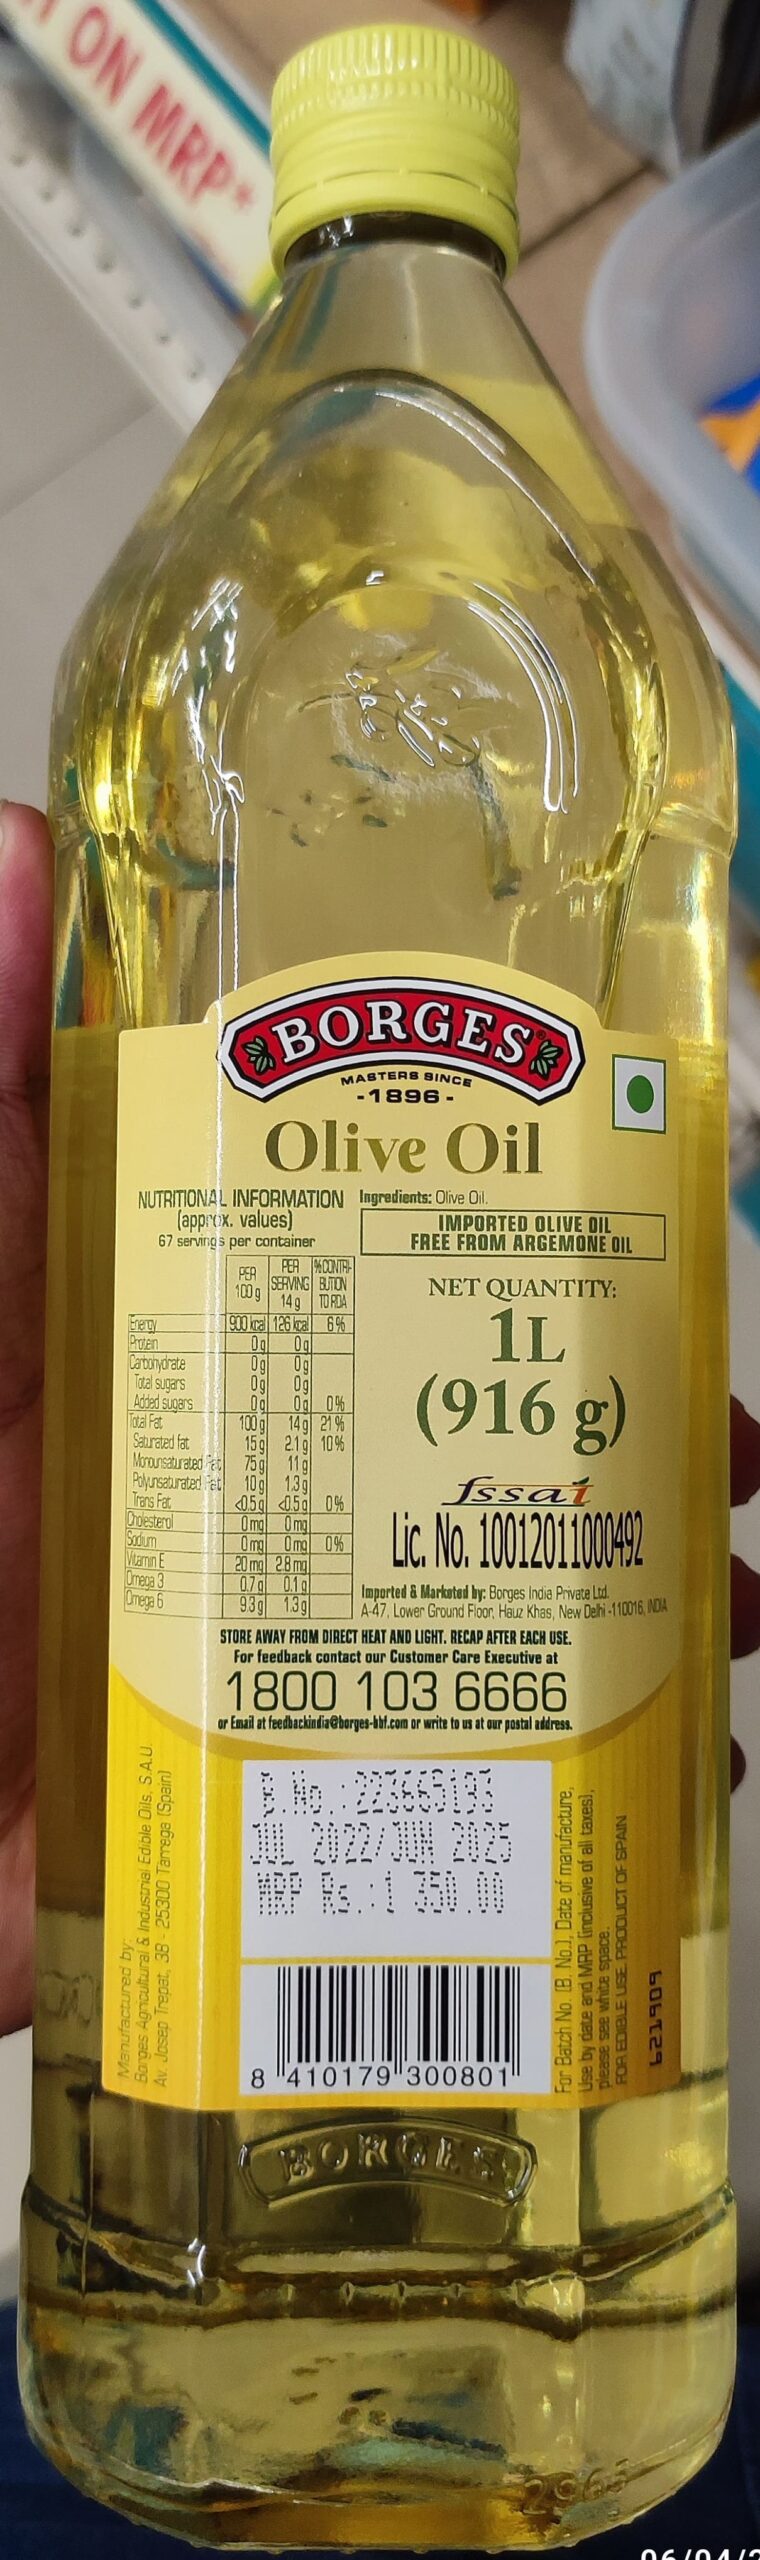 ON MRP*
BORGES
MASTERS SINCE
-1896-
Olive Oil
NUTRITIONAL INFORMATION
(approx. values)
67 servings per container
PER 100 g PER SERVING 14 g % CONTRI-BUTION TO RDA
Energy 900 kcal 126 kcal 6%
Protein 0g 0g
Carbohydrate 0g 0g
Total sugars 0g 0g
Added sugars 0g 0g 0%
Total Fat 100g 14g 21%
Saturated fat 15g 2.1g 10%
Monounsaturated Fat 75g 11g
Polyunsaturated Fat 10g 1.3g
Trans Fat <0.5g <0.5g 0%
Cholesterol 0mg 0mg
Sodium 0mg 0mg 0%
Vitamin E 20mg 2.8mg
Omega 3 0.7g 0.1g
Omega 6 9.3g 1.3g
Ingredients: Olive Oil.
IMPORTED OLIVE OIL
FREE FROM ARGEMONE OIL
NET QUANTITY:
1L
(916 g)
fssai
Lic. No. 10012011000492
Imported & Marketed by: Borges India Private Ltd.
A-47, Lower Ground Floor, Hauz Khas, New Delhi -110016, INDIA
STORE AWAY FROM DIRECT HEAT AND LIGHT. RECAP AFTER EACH USE.
For feedback contact our Customer Care Executive at
1800 103 6666
or Email at feedbackindia@borges-bbf.com or write to us at our postal address.
Manufactured by:
Borges Agricultural & Industrial Edible Oils, S.A.U.
Av. Josep Trepat, 38 - 25300 Tàrrega (Spain)
B.No.:223663193
JUL 2022/JUN 2025
MRP Rs.:1 350.00
8 410179 300801
For Batch No. (B. No.), Date of manufacture,
Use by date and MRP (inclusive of all taxes),
please see white space.
FOR EDIBLE USE. PRODUCT OF SPAIN
621909
BORGES